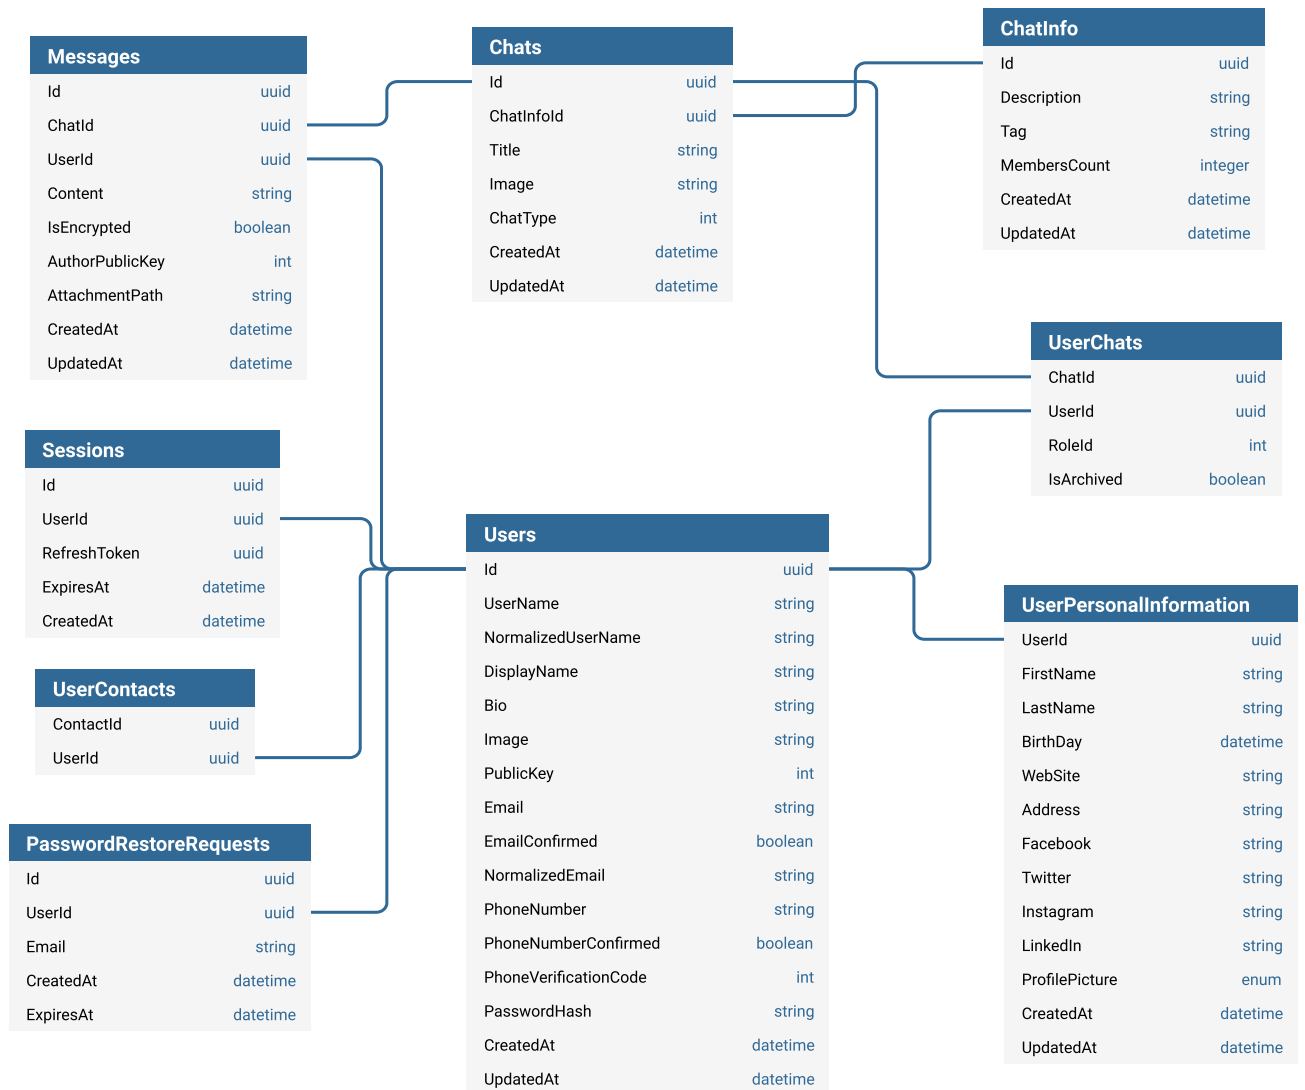 Messages
Id uuid
ChatId uuid
UserId uuid
Content string
IsEncrypted boolean
AuthorPublicKey int
AttachmentPath string
CreatedAt datetime
UpdatedAt datetime
Chats
Id uuid
ChatInfoId uuid
Title string
Image string
ChatType int
CreatedAt datetime
UpdatedAt datetime
ChatInfo
Id uuid
Description string
Tag string
MembersCount integer
CreatedAt datetime
UpdatedAt datetime
UserChats
ChatId uuid
UserId uuid
RoleId int
IsArchived boolean
Sessions
Id uuid
UserId uuid
RefreshToken uuid
ExpiresAt datetime
CreatedAt datetime
Users
Id uuid
UserName string
NormalizedUserName string
DisplayName string
Bio string
Image string
PublicKey int
Email string
EmailConfirmed boolean
NormalizedEmail string
PhoneNumber string
PhoneNumberConfirmed boolean
PhoneVerificationCode int
PasswordHash string
CreatedAt datetime
UpdatedAt datetime
UserPersonalInformation
UserId uuid
FirstName string
LastName string
BirthDay datetime
WebSite string
Address string
Facebook string
Twitter string
Instagram string
LinkedIn string
ProfilePicture enum
CreatedAt datetime
UpdatedAt datetime
UserContacts
ContactId uuid
UserId uuid
PasswordRestoreRequests
Id uuid
UserId uuid
Email string
CreatedAt datetime
ExpiresAt datetime